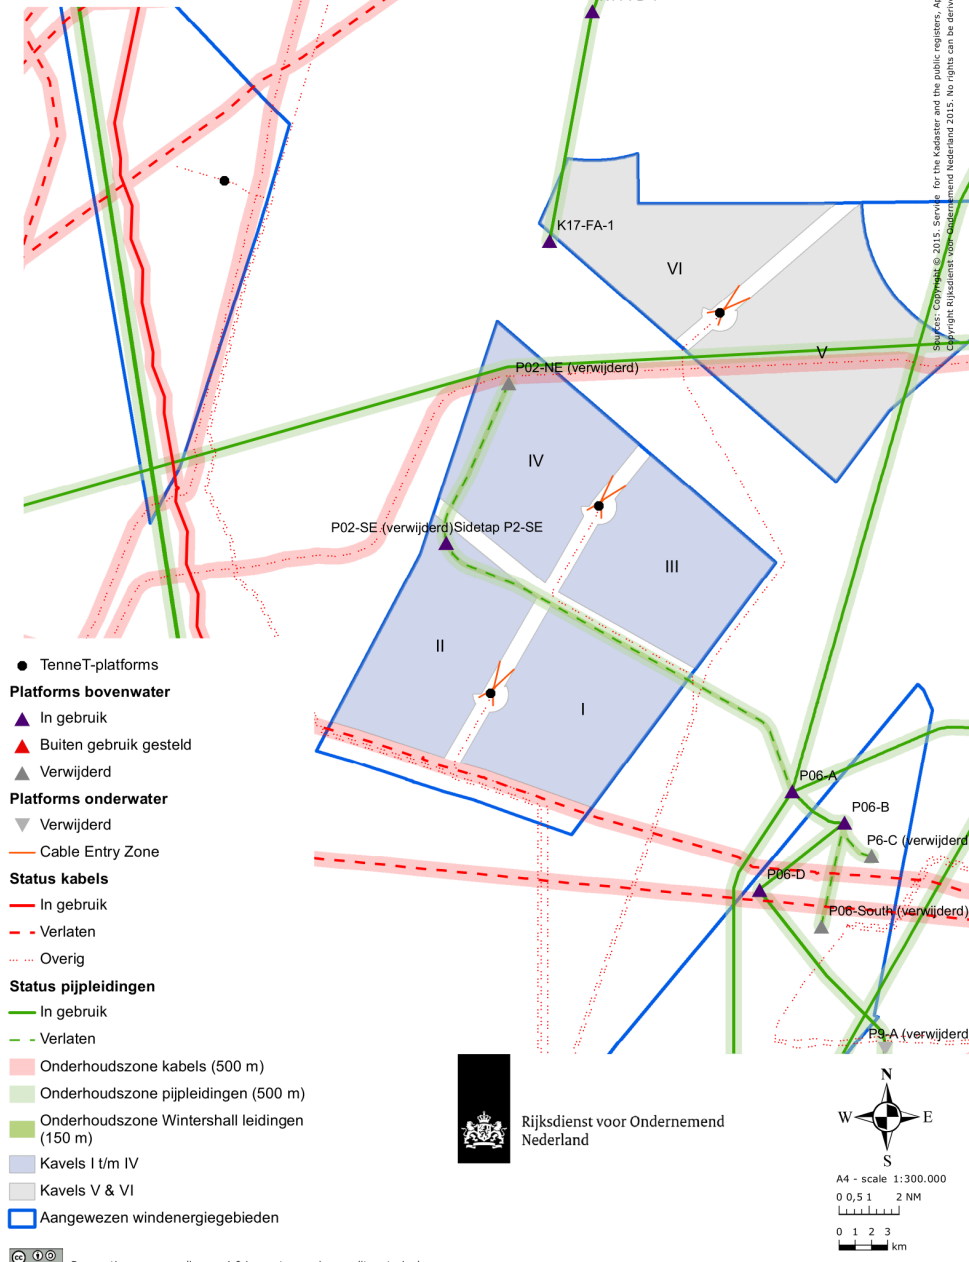 K17-FA-1
VI
V
P02-NE (verwijderd)
IV
P02-SE (verwijderd)Sidetap P2-SE
III
II
I
P06-A
P06-B
P6-C (verwijderd
P06-D
P06-South (verwijderd)
P9-A (verwijderd
Sources: Copyright © 2015. Service for the Kadaster and the public registers, Ap
Copyright Rijksdienst voor Ondernemend Nederland 2015. No rights can be derive
TenneT-platforms
Platforms bovenwater
In gebruik
Buiten gebruik gesteld
Verwijderd
Platforms onderwater
Verwijderd
Cable Entry Zone
Status kabels
In gebruik
Verlaten
Overig
Status pijpleidingen
In gebruik
Verlaten
Onderhoudszone kabels (500 m)
Onderhoudszone pijpleidingen (500 m)
Onderhoudszone Wintershall leidingen
(150 m)
Kavels I t/m IV
Kavels V & VI
Aangewezen windenergiegebieden
Rijksdienst voor Ondernemend
Nederland
N
W E
S
A4 - scale 1:300.000
0 0,5 1 2 NM
0 1 2 3
km
cc